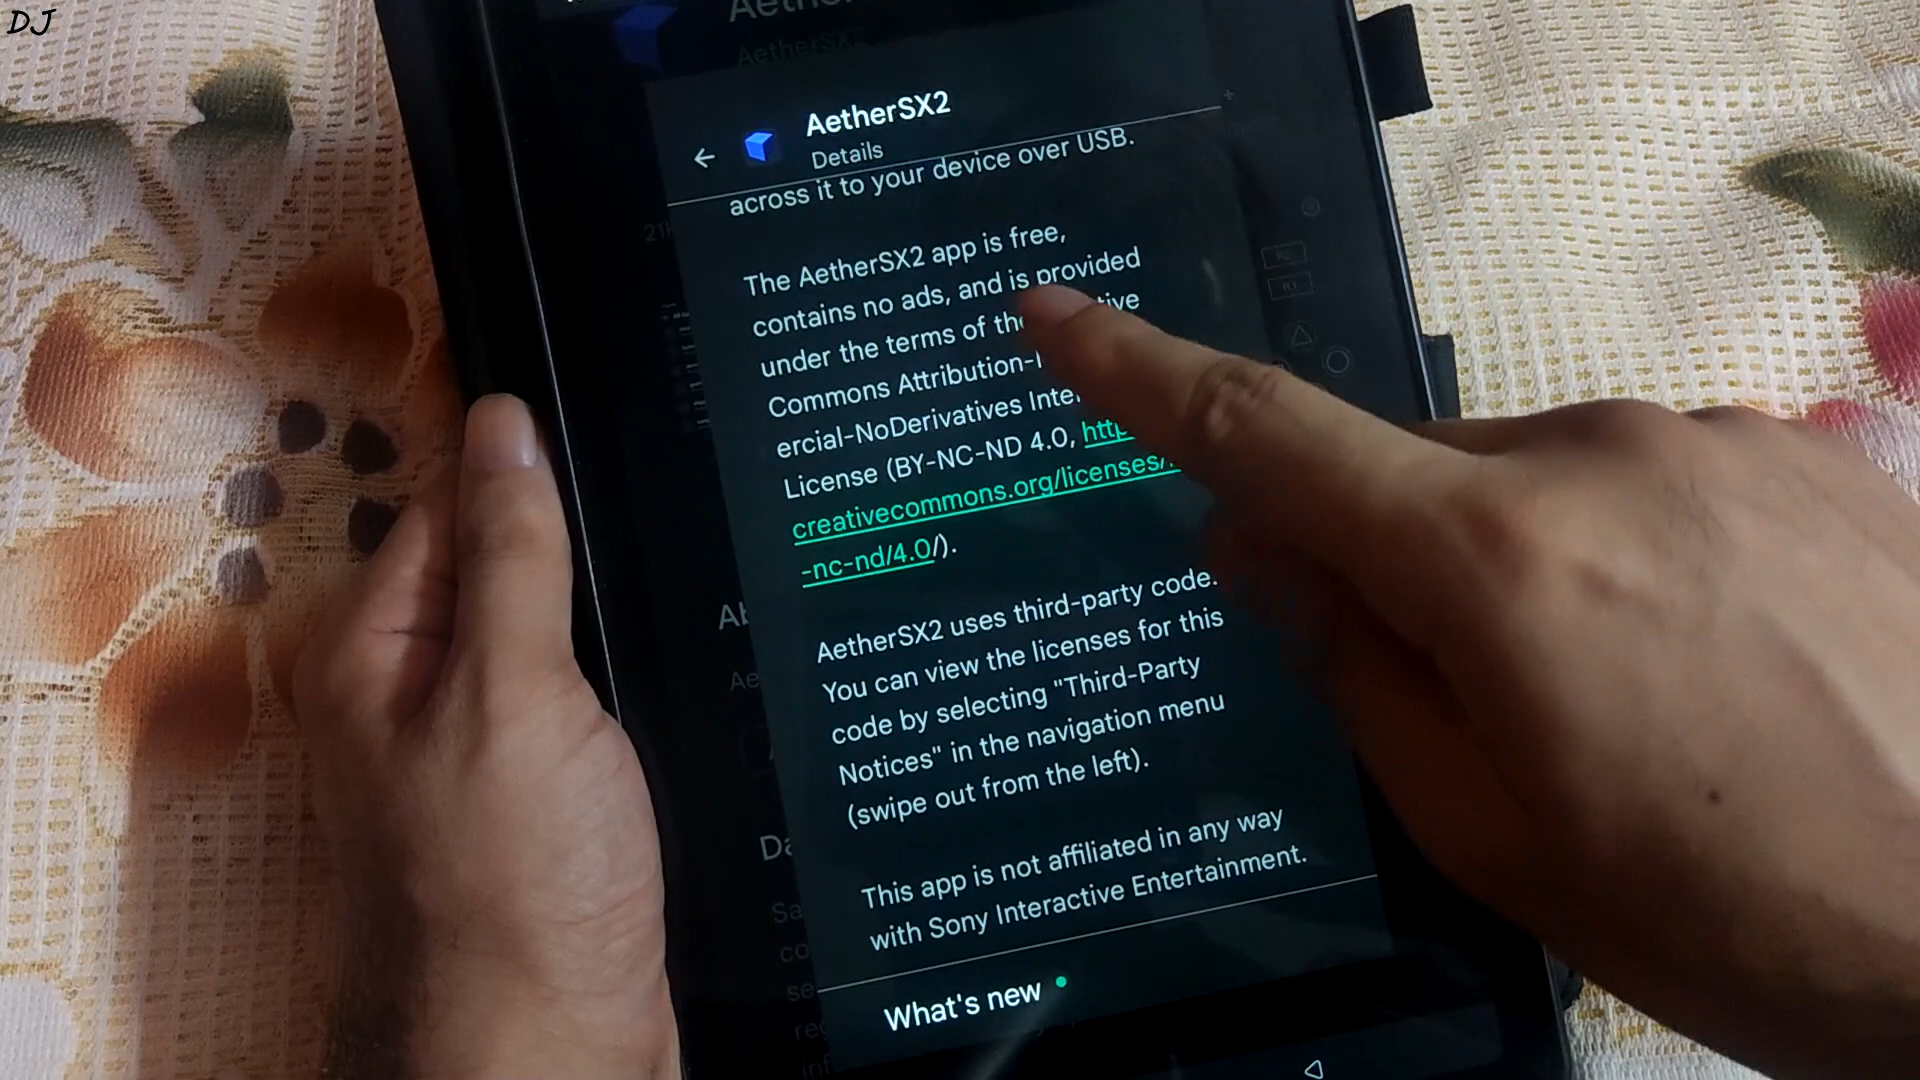 DJ
AetherSX2
AetherSX2
Details
across it to your device over USB.
21
The AetherSX2 app is free,
contains no ads, and is provided
under the terms of the
Commons Attribution-
ercial-NoDerivatives
License (BY-NC-ND 4.0,
creativecommons.org/licenses/
-nc-nd/4.0/).
AetherSX2 uses third-party code.
You can view the licenses for this
code by selecting "Third-Party
Notices" in the navigation menu
(swipe out from the left).
This app is not affiliated in any way
with Sony Interactive Entertainment.
What's new